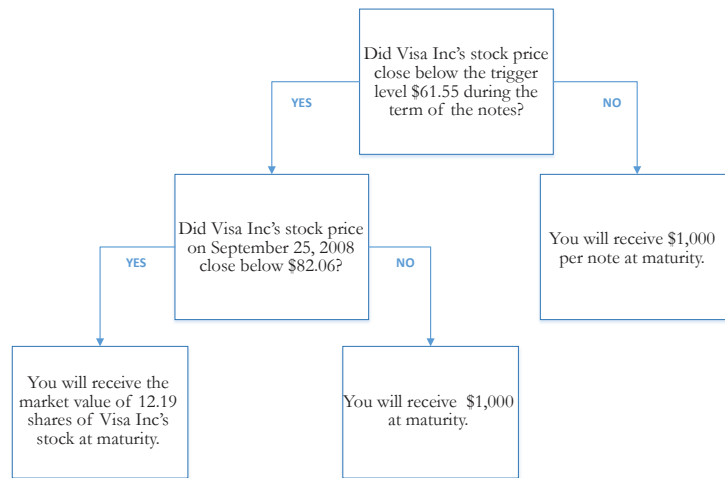 Did Visa Inc's stock price
close below the trigger
level $61.55 during the
term of the notes?
YES
NO
Did Visa Inc's stock price
on September 25, 2008
close below $82.06?
You will receive $1,000
per note at maturity.
YES
NO
You will receive the
market value of 12.19
shares of Visa Inc's
stock at maturity.
You will receive $1,000
at maturity.